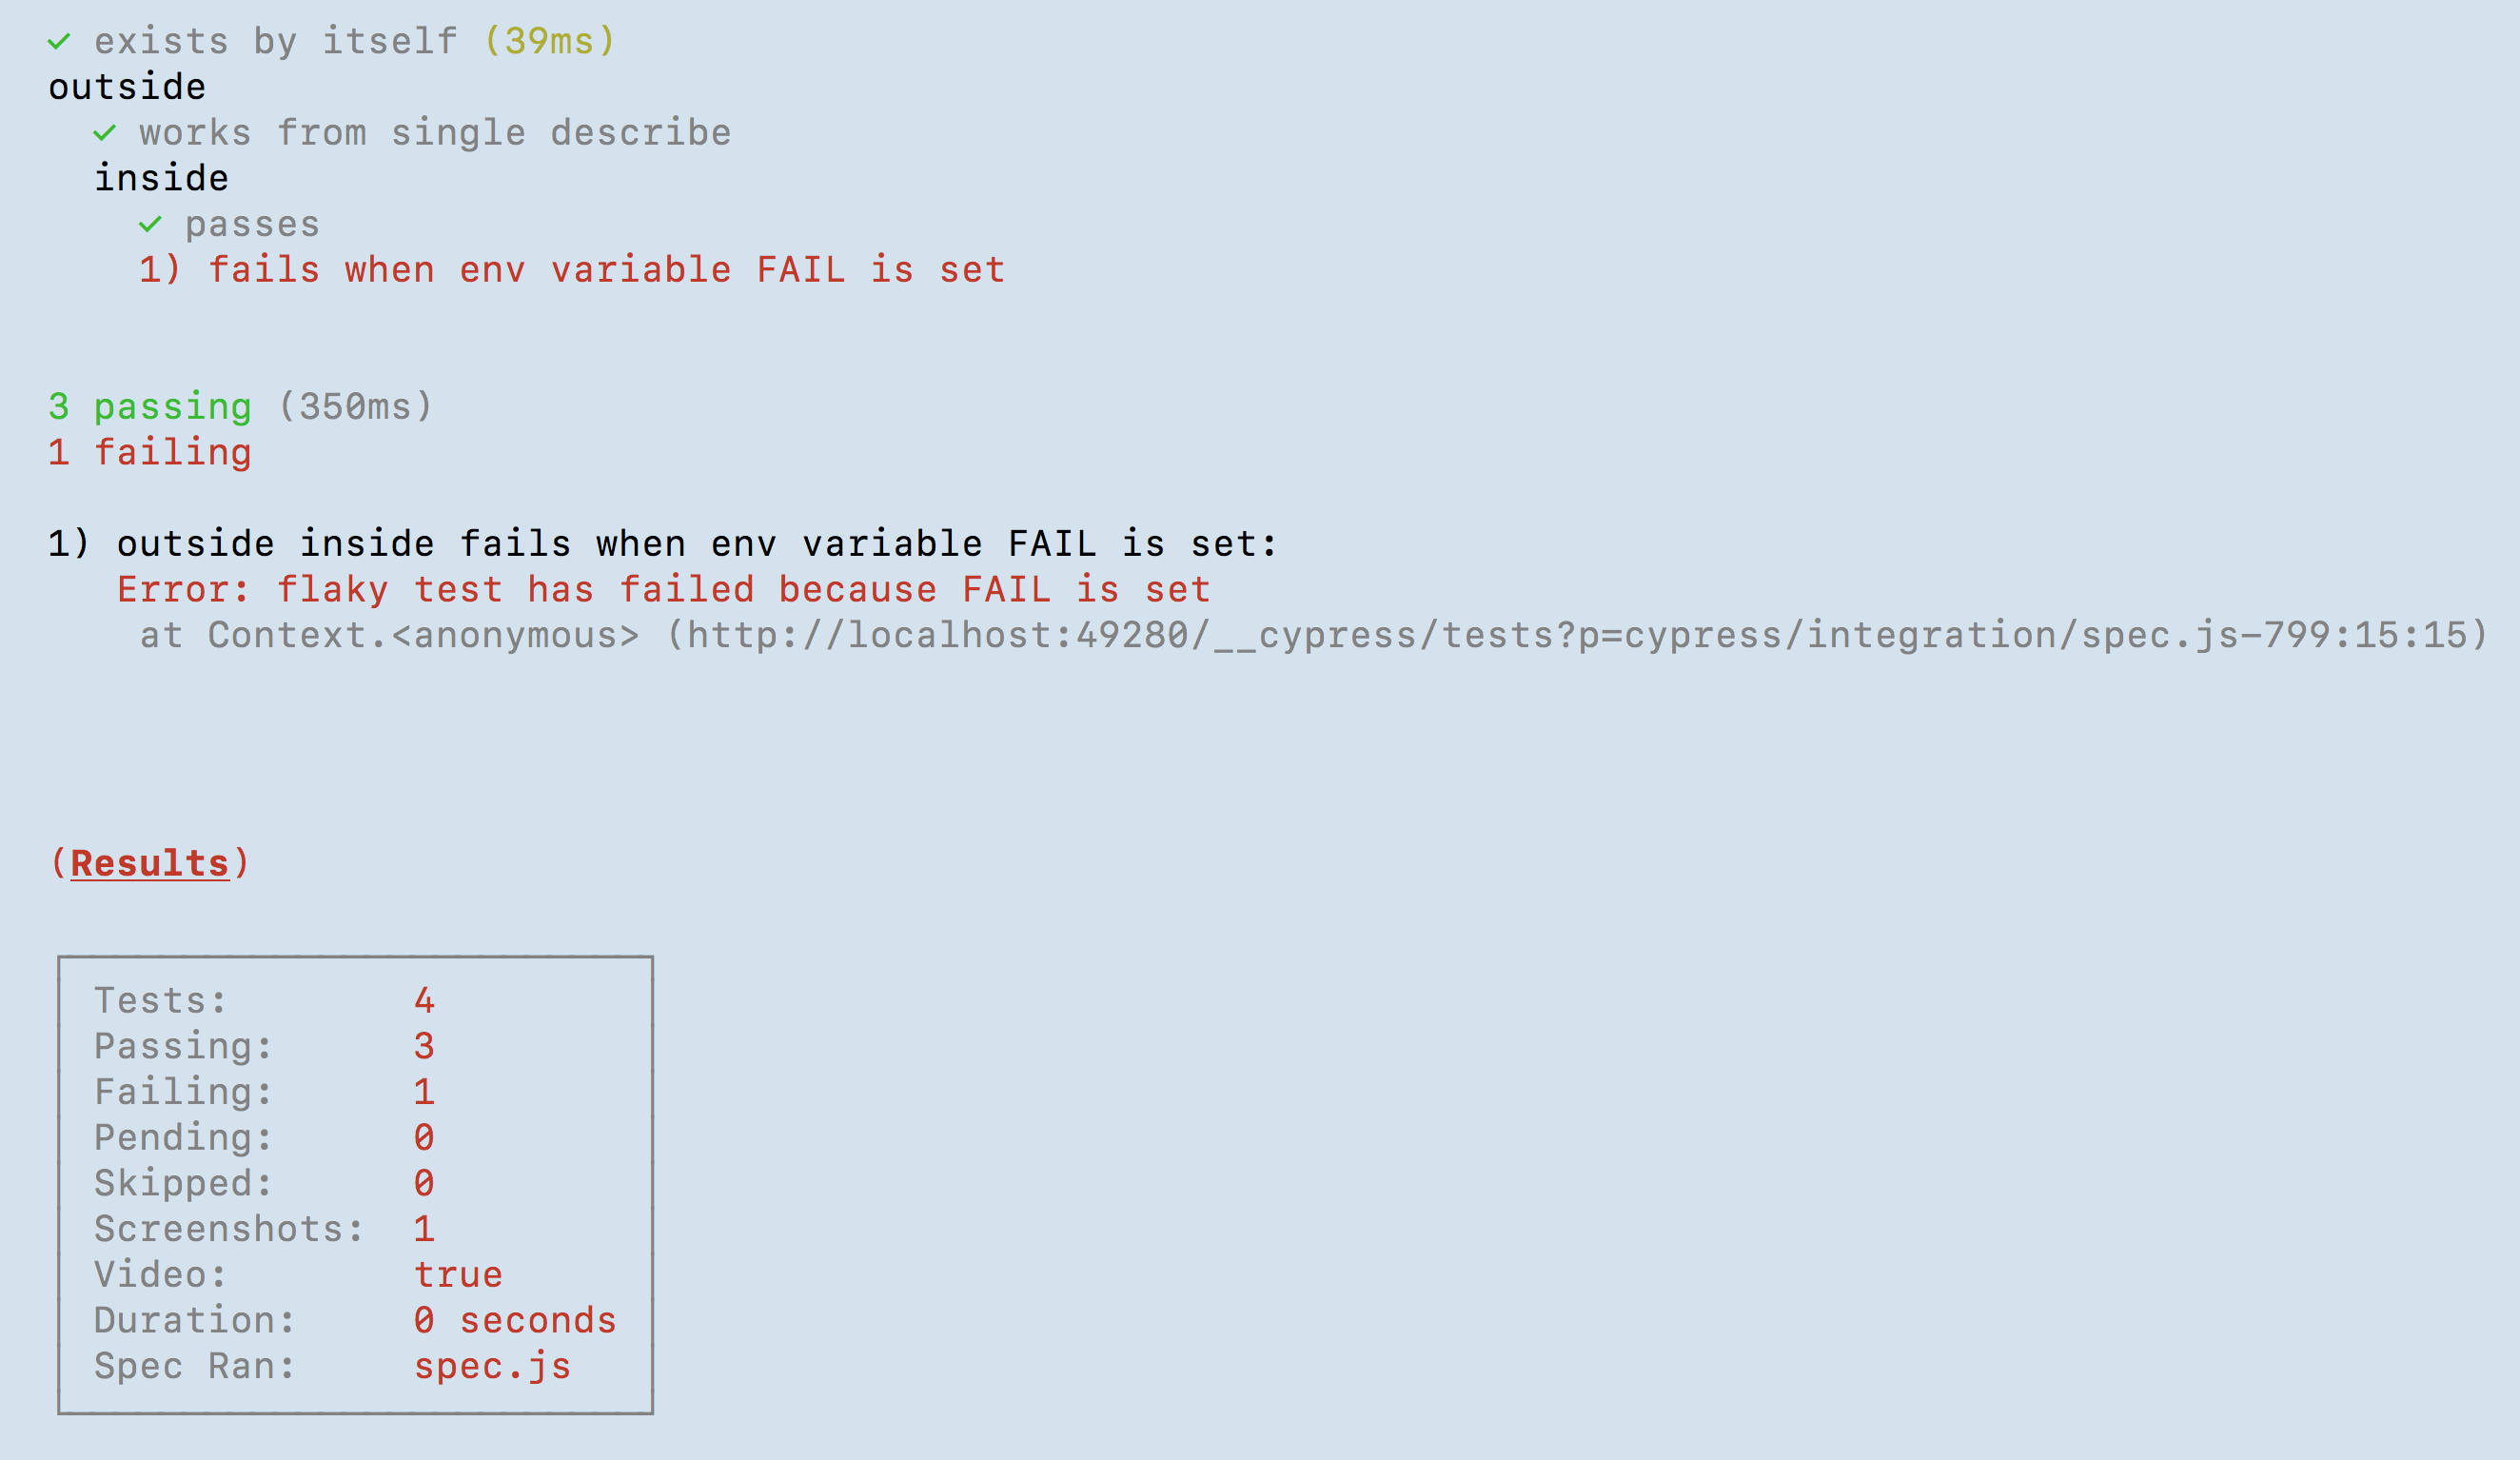 ✓ exists by itself (39ms)
outside
✓ works from single describe
inside
✓ passes
1) fails when env variable FAIL is set
3 passing (350ms)
1 failing
1) outside inside fails when env variable FAIL is set:
Error: flaky test has failed because FAIL is set
at Context.<anonymous> (http://localhost:49280/__cypress/tests?p=cypress/integration/spec.js-799:15:15)
(Results)
Tests: 4
Passing: 3
Failing: 1
Pending: 0
Skipped: 0
Screenshots: 1
Video: true
Duration: 0 seconds
Spec Ran: spec.js